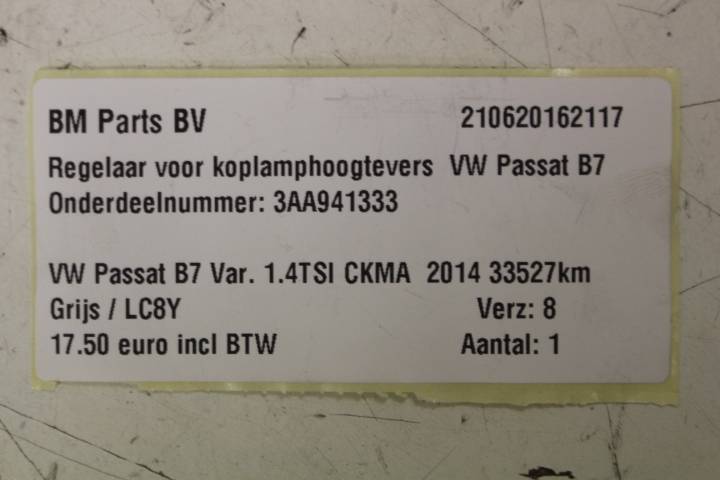 BM Parts BV 210620162117
Regelaar voor koplamphoogtevers VW Passat B7
Onderdeelnummer: 3AA941333
VW Passat B7 Var. 1.4TSI CKMA 2014 33527km
Grijs / LC8Y Verz: 8
17.50 euro incl BTW Aantal: 1